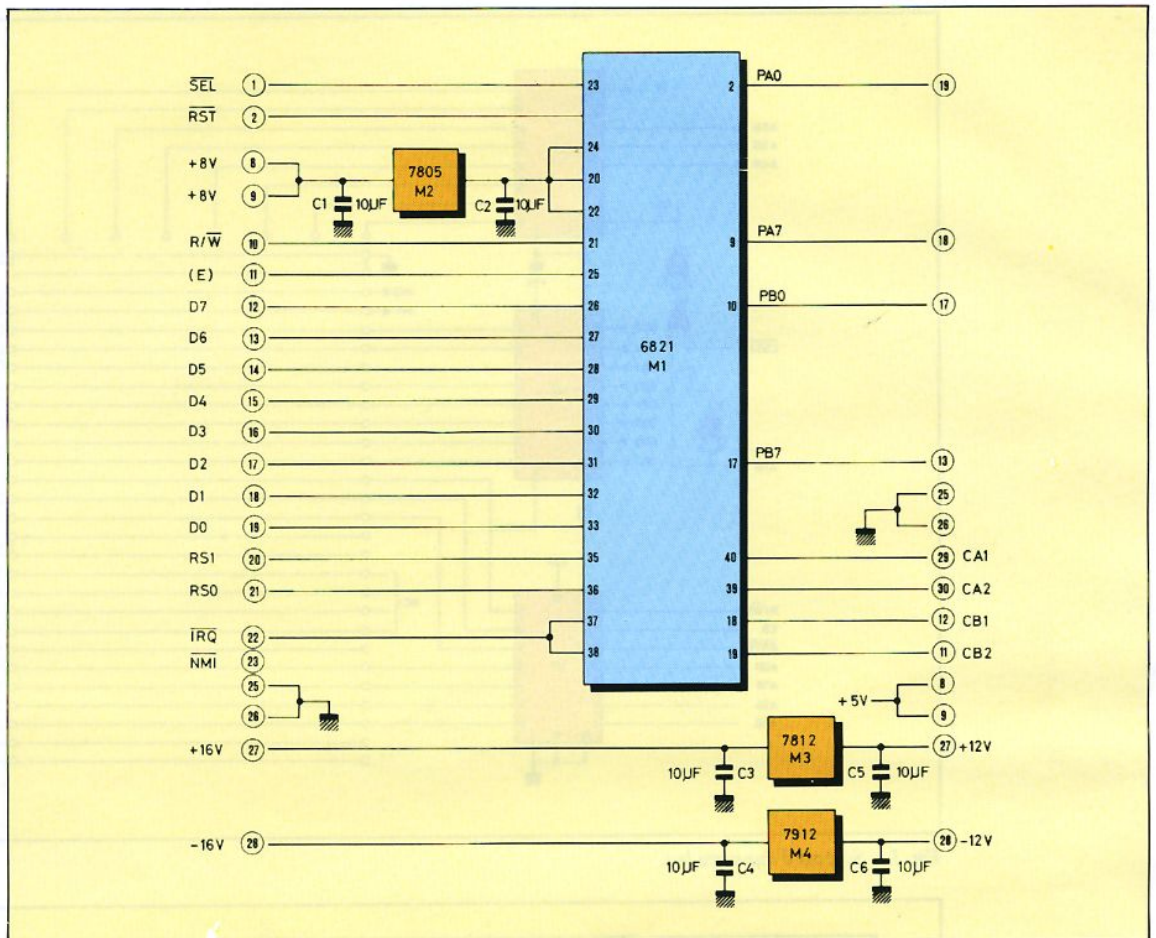 SEL 1 23 2 PA0 19
RST 2
24
+8V 8 7805 M2 20
+8V 9 C1 10µF C2 10µF 22
R/W 10 21 9 PA7 18
(E) 11 25
D7 12 26 10 PB0 17
D6 13 27
6821
M1
D5 14 28
D4 15 29
D3 16 30
D2 17 31 17 PB7 13
D1 18 32 25
D0 19 33 26
RS1 20 35 40 29 CA1
RS0 21 36 39 30 CA2
37 18 12 CB1
IRQ 22
NMI 23 38 19 11 CB2
25 8
+5V
26 9
+16V 27 7812 M3 27 +12V
10µF C3 C5 10µF
-16V 28 7912 M4 28 -12V
10µF C4 C6 10µF